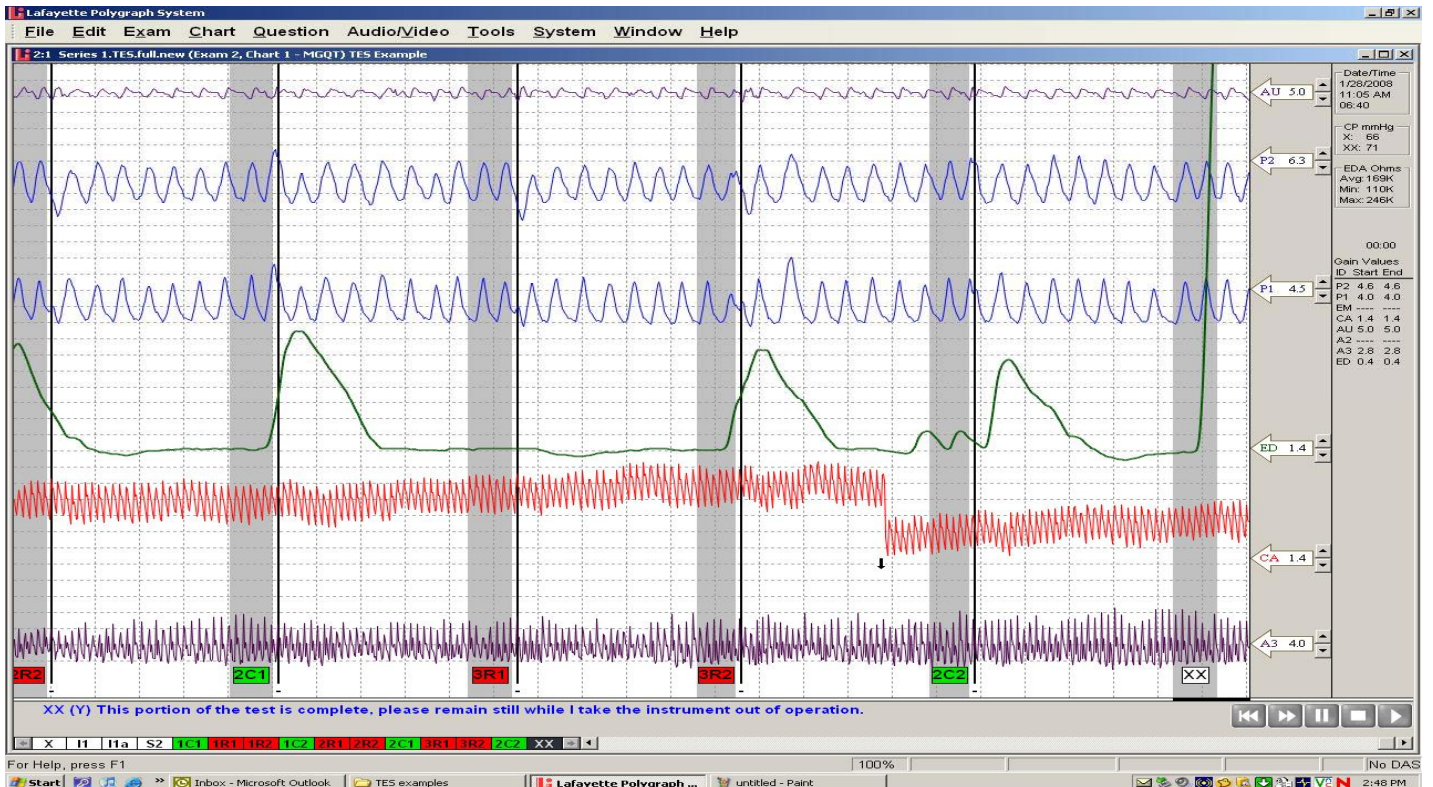 Lafayette Polygraph System
File Edit Exam Chart Question Audio/Video Tools System Window Help
2:1 Series 1.TES.full.new (Exam 2, Chart 1 - MGQT) TES Example
AU 5.0
P2 6.3
P1 4.5
ED 1.4
CA 1.4
A3 4.0
Date/Time
1/28/2008
11:05 AM
06:40
CP mmHg
X: 66
XX: 71
EDA Ohms
Avg: 169K
Min: 110K
Max: 246K
00:00
Gain Values
ID Start End
P2 4.6 4.6
P1 4.0 4.0
EM ---- ----
CA 1.4 1.4
AU 5.0 5.0
A2 ---- ----
A3 2.8 2.8
ED 0.4 0.4
2R2 2C1 3R1 3R2 2C2 XX
- - - - -
XX (Y) This portion of the test is complete, please remain still while I take the instrument out of operation.
X I1 I1a S2 1C1 1R1 1R2 1C2 2R1 2R2 2C1 3R1 3R2 2C2 XX
For Help, press F1 100% No DAS
Start » Inbox - Microsoft Outlook TES examples Lafayette Polygraph ... untitled - Paint 2:48 PM